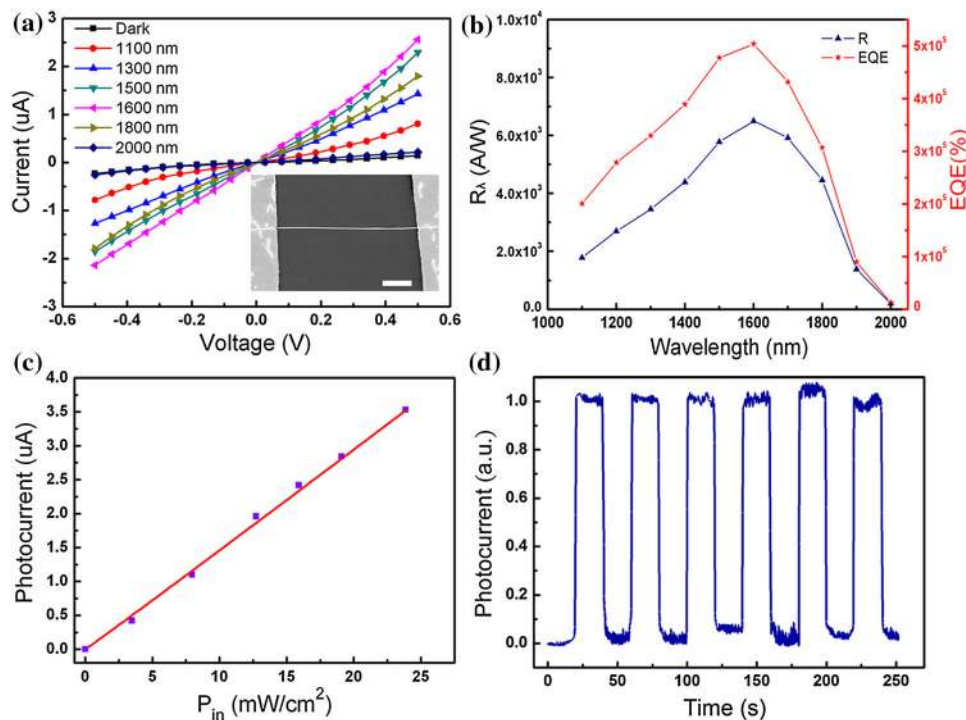 (a)
Dark
1100 nm
1300 nm
1500 nm
1600 nm
1800 nm
2000 nm
3
2
1
0
-1
-2
-3
Current (uA)
-0.6 -0.4 -0.2 0.0 0.2 0.4 0.6
Voltage (V)
(b)
R
EQE
1.0x10⁴
8.0x10³
6.0x10³
4.0x10³
2.0x10³
0.0
Rλ (A/W)
5x10⁵
4x10⁵
3x10⁵
2x10⁵
1x10⁵
0
EQE(%)
1000 1200 1400 1600 1800 2000
Wavelength (nm)
(c)
4.0
3.5
3.0
2.5
2.0
1.5
1.0
0.5
0.0
Photocurrent (uA)
0 5 10 15 20 25
Pin (mW/cm²)
(d)
1.0
0.8
0.6
0.4
0.2
0.0
Photocurrent (a.u.)
0 50 100 150 200 250
Time (s)